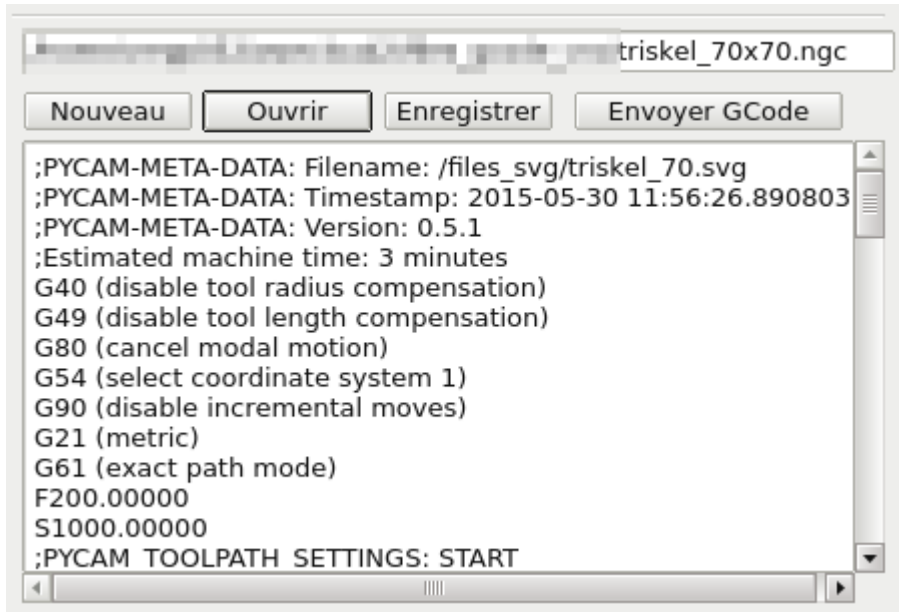 triskel_70x70.ngc
Nouveau Ouvrir Enregistrer Envoyer GCode
;PYCAM-META-DATA: Filename: /files_svg/triskel_70.svg
;PYCAM-META-DATA: Timestamp: 2015-05-30 11:56:26.890803
;PYCAM-META-DATA: Version: 0.5.1
;Estimated machine time: 3 minutes
G40 (disable tool radius compensation)
G49 (disable tool length compensation)
G80 (cancel modal motion)
G54 (select coordinate system 1)
G90 (disable incremental moves)
G21 (metric)
G61 (exact path mode)
F200.00000
S1000.00000
;PYCAM_TOOLPATH_SETTINGS: START